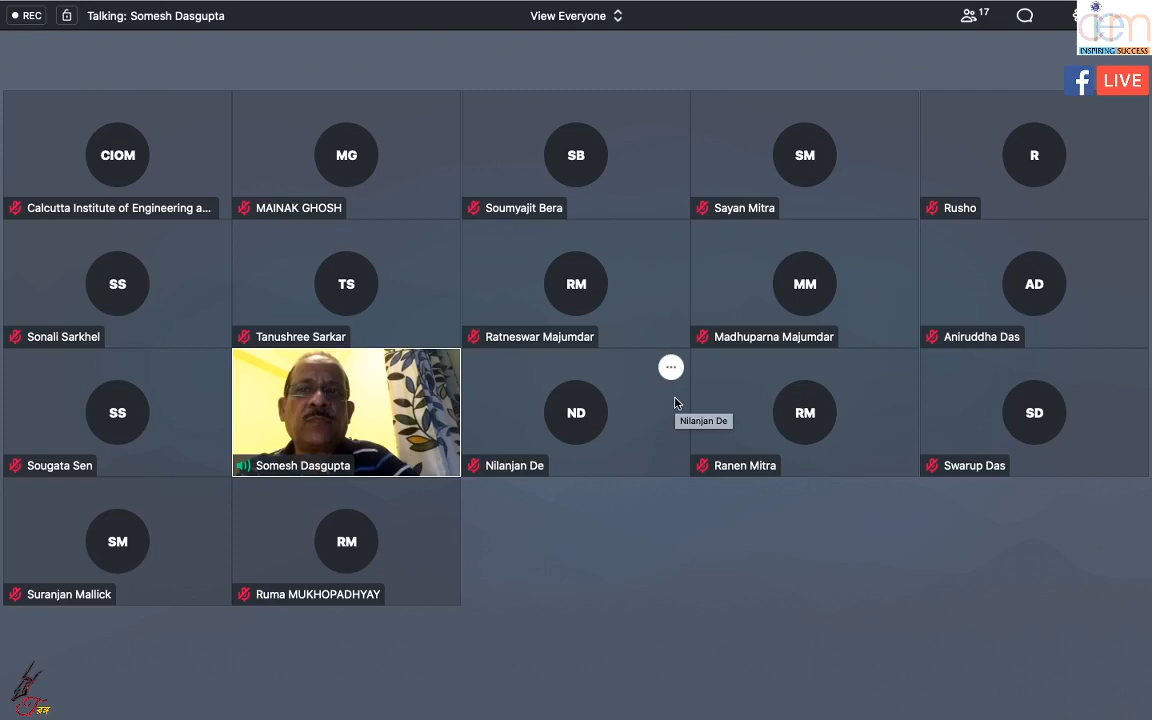 REC
Talking: Somesh Dasgupta
View Everyone
17
INSPIRING SUCCESS
f LIVE
CIOM
MG
SB
SM
R
Calcutta Institute of Engineering a...
MAINAK GHOSH
Soumyajit Bera
Sayan Mitra
Rusho
SS
TS
RM
MM
AD
Sonali Sarkhel
Tanushree Sarkar
Ratneswar Majumdar
Madhuparna Majumdar
Aniruddha Das
SS
ND
RM
SD
Nilanjan De
Sougata Sen
Somesh Dasgupta
Nilanjan De
Ranen Mitra
Swarup Das
SM
RM
Suranjan Mallick
Ruma MUKHOPADHYAY